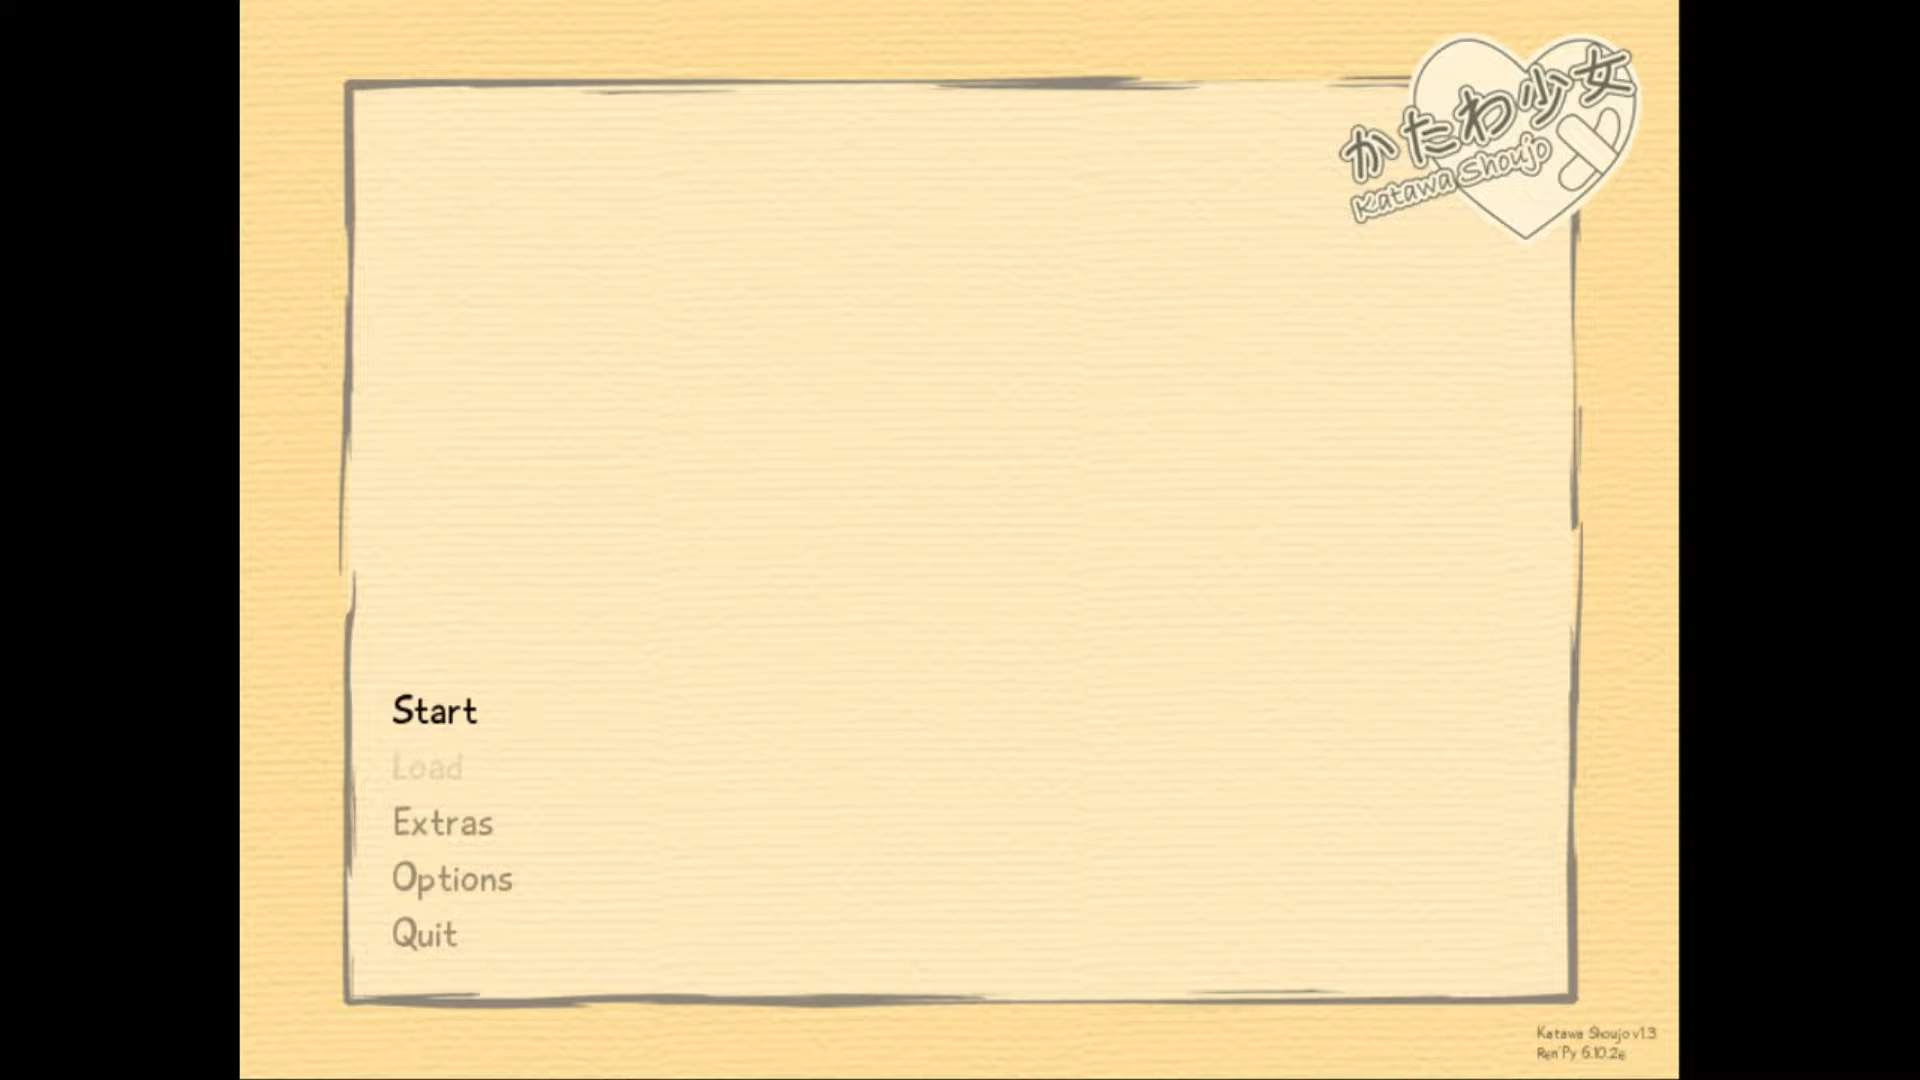 かたわ少女
Katawa Shoujo
Start
Load
Extras
Options
Quit
Katawa Shoujo v1.3
Ren'Py 6.10.2e